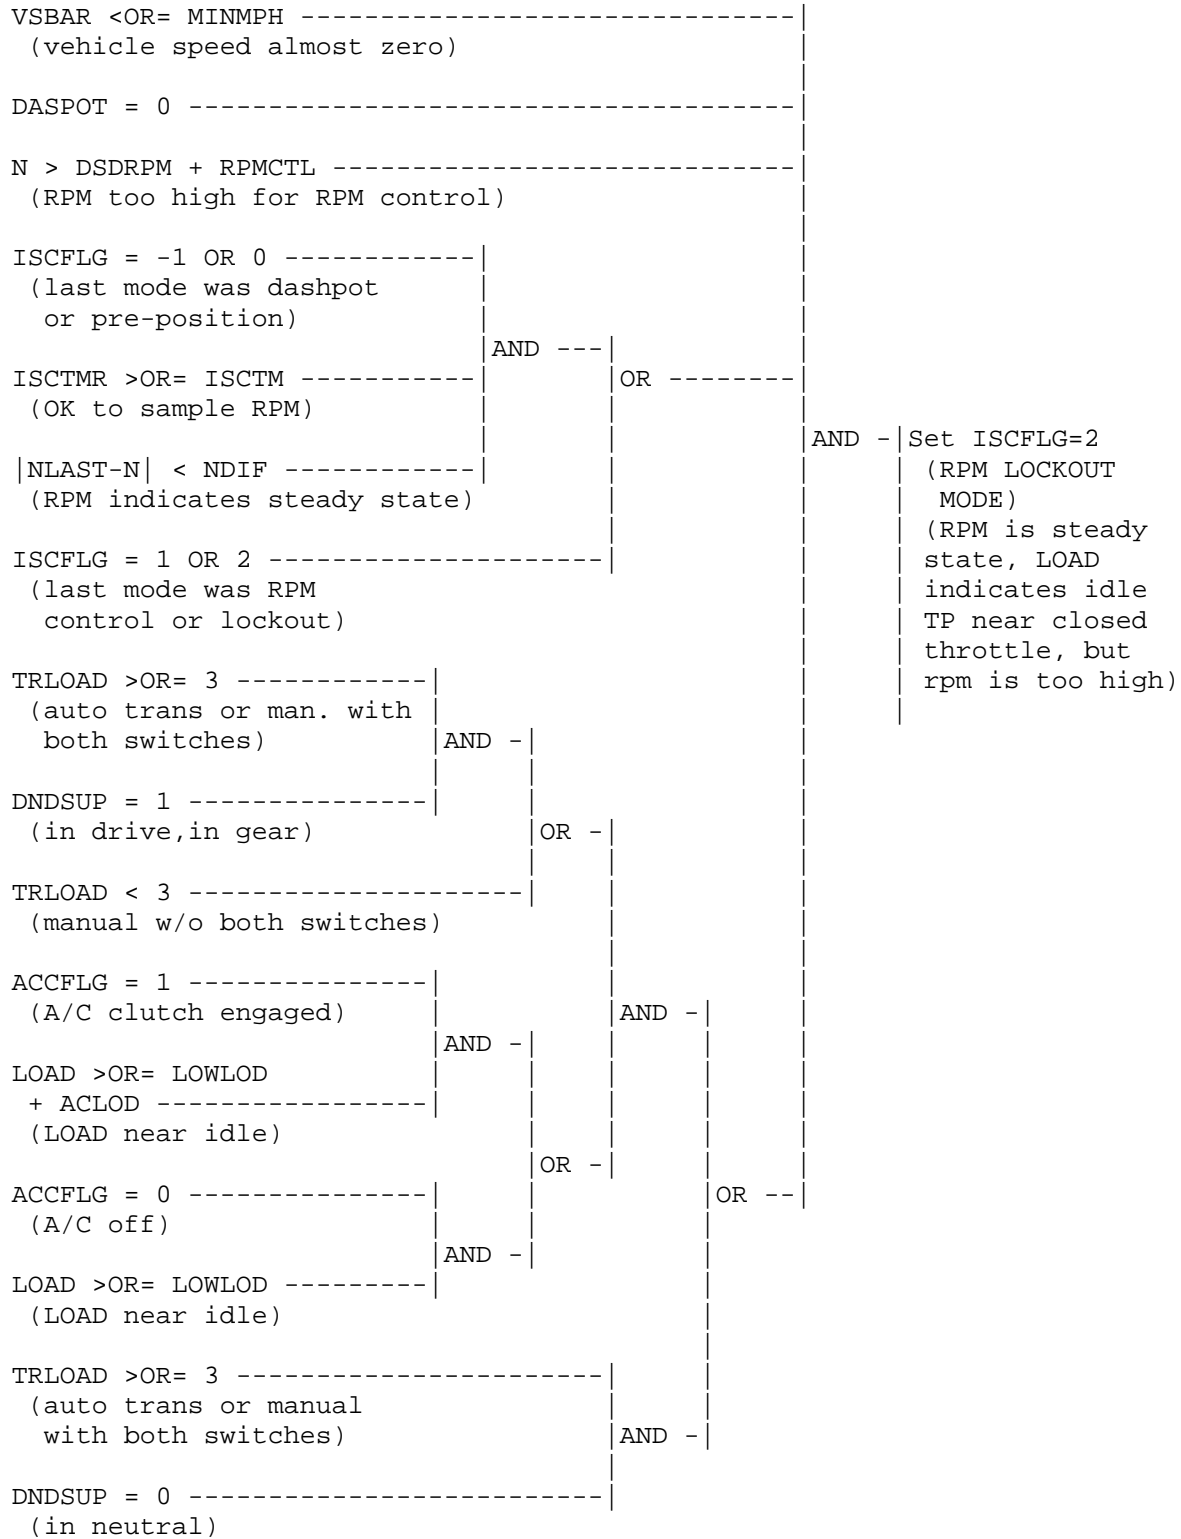 VSBAR <OR= MINMPH -------------------------------|
(vehicle speed almost zero) |
|
DASPOT = 0 --------------------------------------|
|
N > DSDRPM + RPMCTL -----------------------------|
(RPM too high for RPM control) |
|
ISCFLG = -1 OR 0 ------------| |
(last mode was dashpot | |
or pre-position) | |
|AND ---| |
ISCTMR >OR= ISCTM -----------| |OR --------|
(OK to sample RPM) | | |
| | |AND -|Set ISCFLG=2
|NLAST-N| < NDIF ------------| | | | (RPM LOCKOUT
(RPM indicates steady state) | | | MODE)
| | | (RPM is steady
ISCFLG = 1 OR 2 ---------------------| | | state, LOAD
(last mode was RPM | | indicates idle
control or lockout) | | TP near closed
| | throttle, but
TRLOAD >OR= 3 ------------| | | rpm is too high)
(auto trans or man. with | | |
both switches) |AND -| |
| | |
DNDSUP = 1 ---------------| | |
(in drive,in gear) |OR -| |
| | |
TRLOAD < 3 ---------------------| | |
(manual w/o both switches) | |
| |
ACCFLG = 1 ---------------| | |
(A/C clutch engaged) | |AND -| |
|AND -| | | |
LOAD >OR= LOWLOD | | | | |
+ ACLOD -----------------| | | | |
(LOAD near idle) | | | |
|OR -| | |
ACCFLG = 0 ---------------| | |OR --|
(A/C off) | | |
|AND -| |
LOAD >OR= LOWLOD ---------| |
(LOAD near idle) |
|
TRLOAD >OR= 3 -----------------------| |
(auto trans or manual | |
with both switches) |AND -|
|
DNDSUP = 0 --------------------------|
(in neutral)